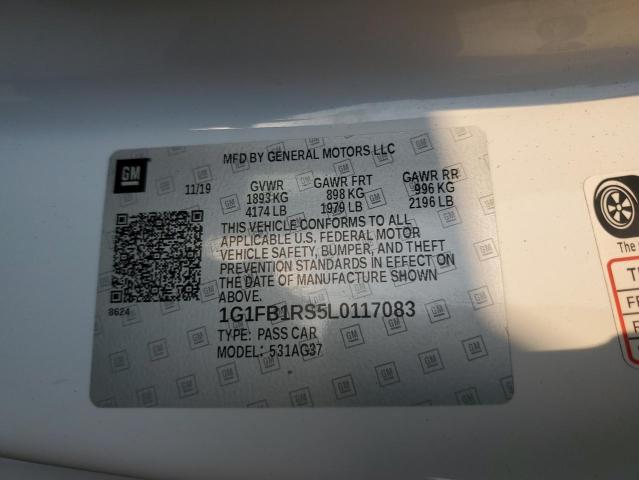 MFD BY GENERAL MOTORS LLC
GM
11/19 GVWR GAWR FRT GAWR RR
1893 KG 898 KG 996 KG
4174 LB 1979 LB 2196 LB
THIS VEHICLE CONFORMS TO ALL
APPLICABLE U.S. FEDERAL MOTOR
VEHICLE SAFETY, BUMPER, AND THEFT
PREVENTION STANDARDS IN EFFECT ON
THE DATE OF MANUFACTURE SHOWN
ABOVE.
8624
1G1FB1RS5L0117083
TYPE: PASS CAR
MODEL: 531AG37
The